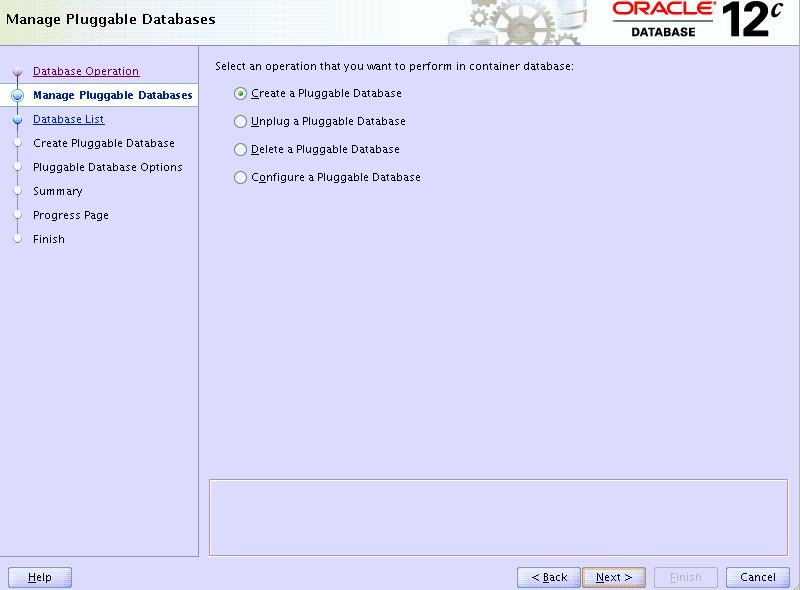 Manage Pluggable Databases
ORACLE
DATABASE
12c
Database Operation
Manage Pluggable Databases
Database List
Create Pluggable Database
Pluggable Database Options
Summary
Progress Page
Finish
Select an operation that you want to perform in container database:
Create a Pluggable Database
Unplug a Pluggable Database
Delete a Pluggable Database
Configure a Pluggable Database
Help
< Back
Next >
Finish
Cancel